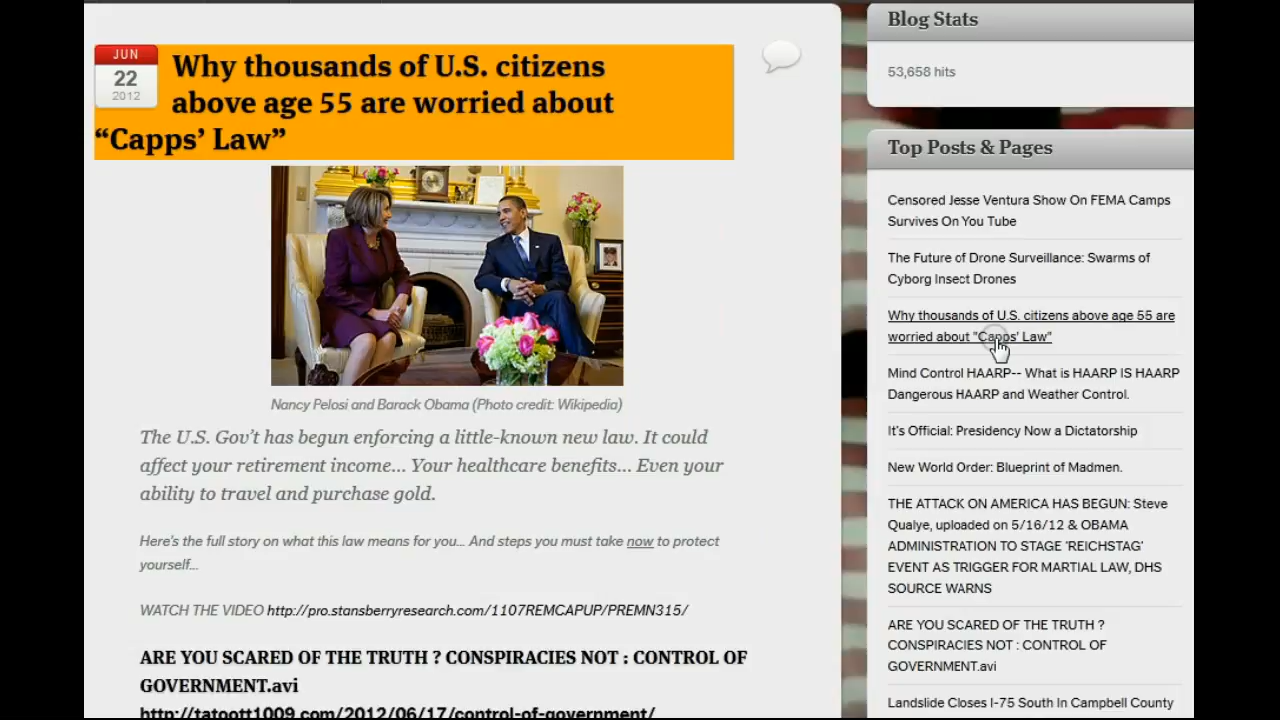 JUN
22
2012
Why thousands of U.S. citizens
above age 55 are worried about
“Capps’ Law”
Nancy Pelosi and Barack Obama (Photo credit: Wikipedia)
The U.S. Gov’t has begun enforcing a little-known new law. It could
affect your retirement income... Your healthcare benefits... Even your
ability to travel and purchase gold.
Here's the full story on what this law means for you... And steps you must take now to protect
yourself...
WATCH THE VIDEO http://pro.stansberryresearch.com/1107REMCAPUP/PREMN315/
ARE YOU SCARED OF THE TRUTH ? CONSPIRACIES NOT : CONTROL OF
GOVERNMENT.avi
http://tatoott1009.com/2012/06/17/control-of-government/
Blog Stats
53,658 hits
Top Posts & Pages
Censored Jesse Ventura Show On FEMA Camps
Survives On You Tube
The Future of Drone Surveillance: Swarms of
Cyborg Insect Drones
Why thousands of U.S. citizens above age 55 are
worried about "Capps' Law"
Mind Control HAARP-- What is HAARP IS HAARP
Dangerous HAARP and Weather Control.
It's Official: Presidency Now a Dictatorship
New World Order: Blueprint of Madmen.
THE ATTACK ON AMERICA HAS BEGUN: Steve
Qualye, uploaded on 5/16/12 & OBAMA
ADMINISTRATION TO STAGE 'REICHSTAG'
EVENT AS TRIGGER FOR MARTIAL LAW, DHS
SOURCE WARNS
ARE YOU SCARED OF THE TRUTH ?
CONSPIRACIES NOT : CONTROL OF
GOVERNMENT.avi
Landslide Closes I-75 South In Campbell County